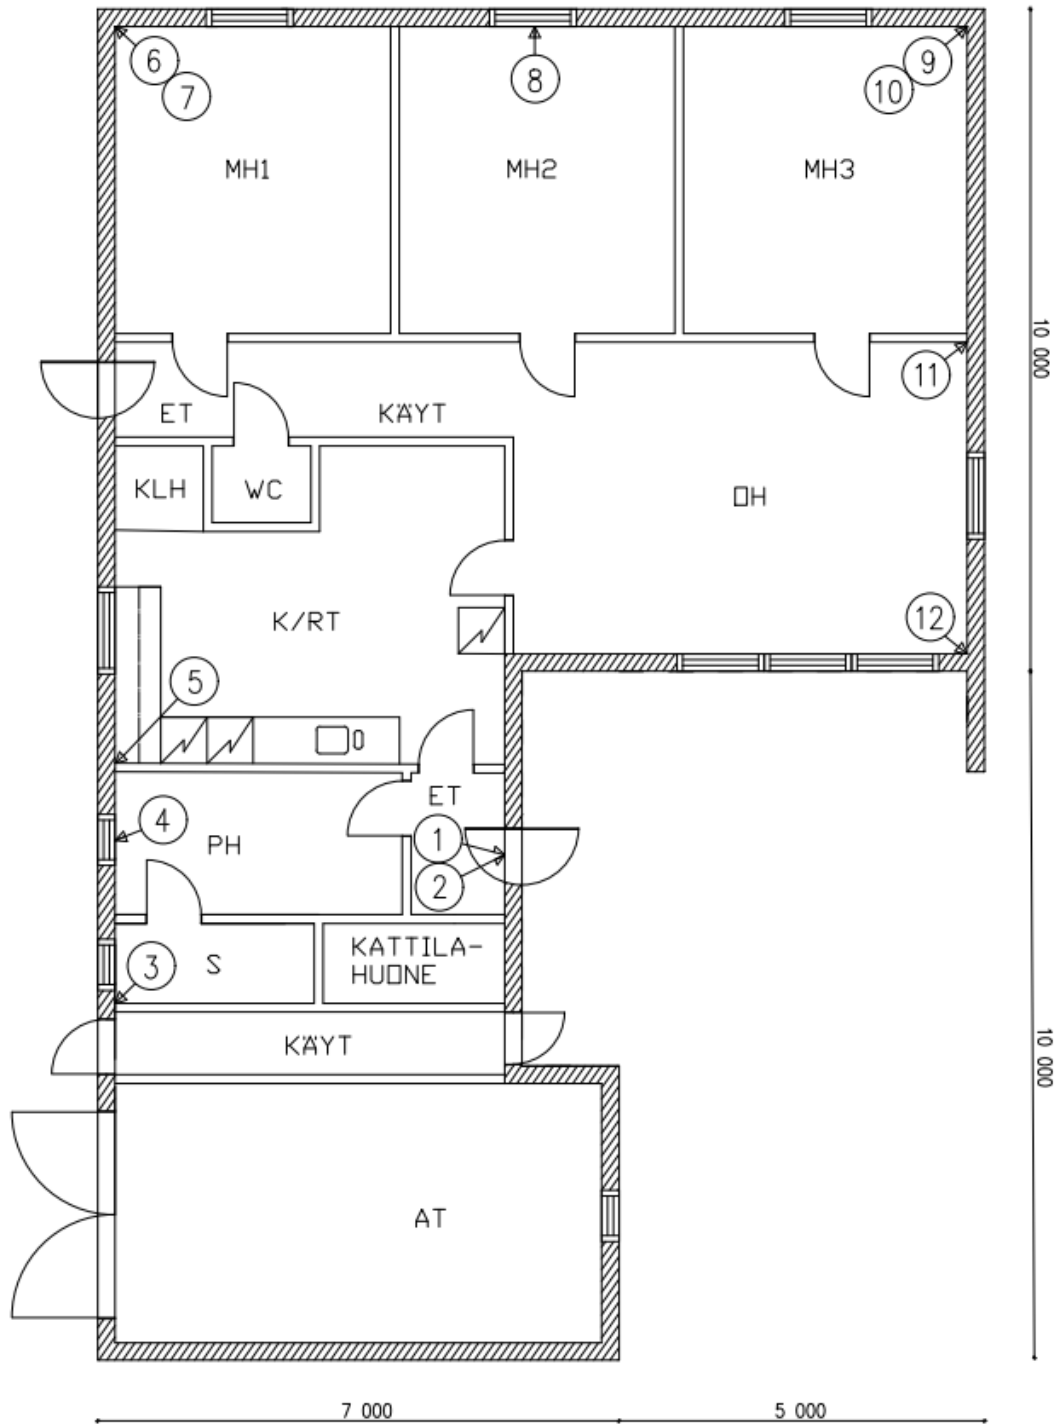 6
7
8
9
10
MH1
MH2
MH3
10 000
11
ET
KÄYT
KLH
WC
OH
K/RT
12
5
ET
4
PH
1
2
3
S
KATTILA-
HUONE
KÄYT
10 000
AT
7 000
5 000